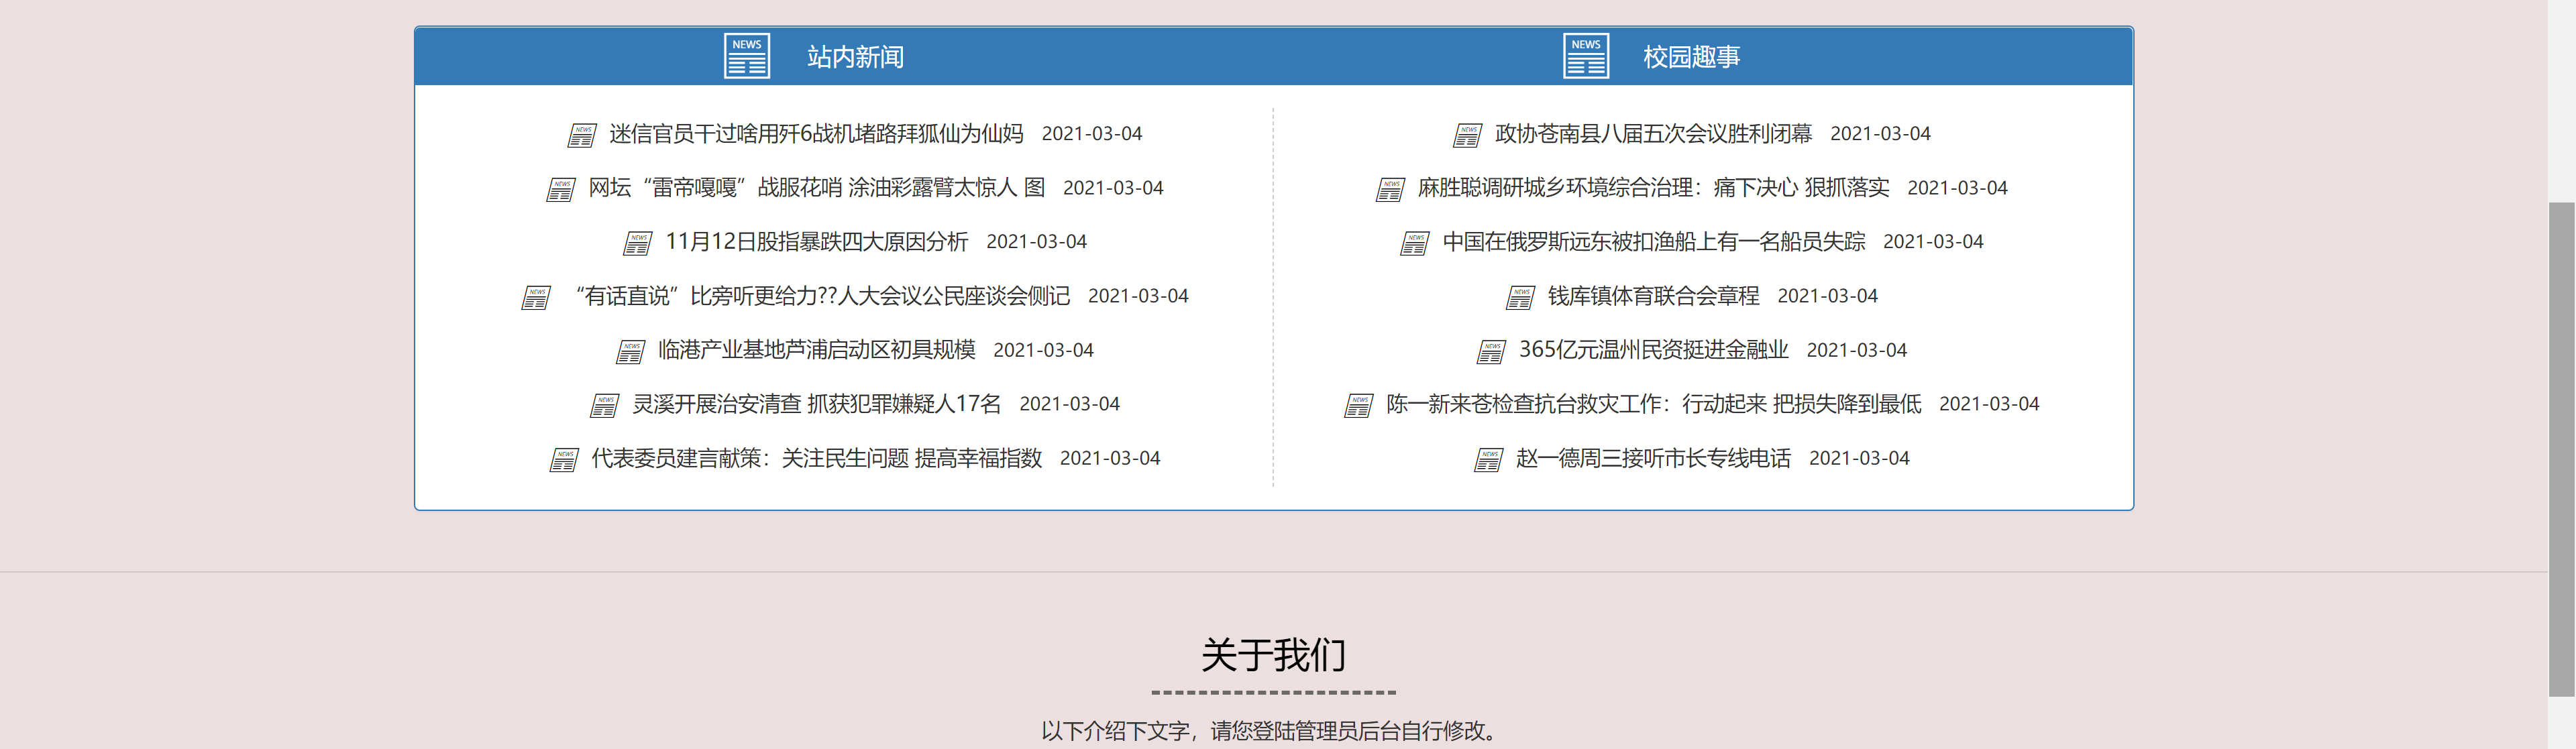 NEWS 站内新闻
NEWS 迷信官员干过啥用歼6战机堵路拜狐仙为仙妈 2021-03-04
NEWS 网坛“雷帝嘎嘎”战服花哨 涂油彩露臂太惊人 图 2021-03-04
NEWS 11月12日股指暴跌四大原因分析 2021-03-04
NEWS “有话直说”比旁听更给力??人大会议公民座谈会侧记 2021-03-04
NEWS 临港产业基地芦浦启动区初具规模 2021-03-04
NEWS 灵溪开展治安清查 抓获犯罪嫌疑人17名 2021-03-04
NEWS 代表委员建言献策：关注民生问题 提高幸福指数 2021-03-04
NEWS 校园趣事
NEWS 政协苍南县八届五次会议胜利闭幕 2021-03-04
NEWS 麻胜聪调研城乡环境综合治理：痛下决心 狠抓落实 2021-03-04
NEWS 中国在俄罗斯远东被扣渔船上有一名船员失踪 2021-03-04
NEWS 钱库镇体育联合会章程 2021-03-04
NEWS 365亿元温州民资挺进金融业 2021-03-04
NEWS 陈一新来苍检查抗台救灾工作：行动起来 把损失降到最低 2021-03-04
NEWS 赵一德周三接听市长专线电话 2021-03-04
关于我们
以下介绍下文字，请您登陆管理员后台自行修改。